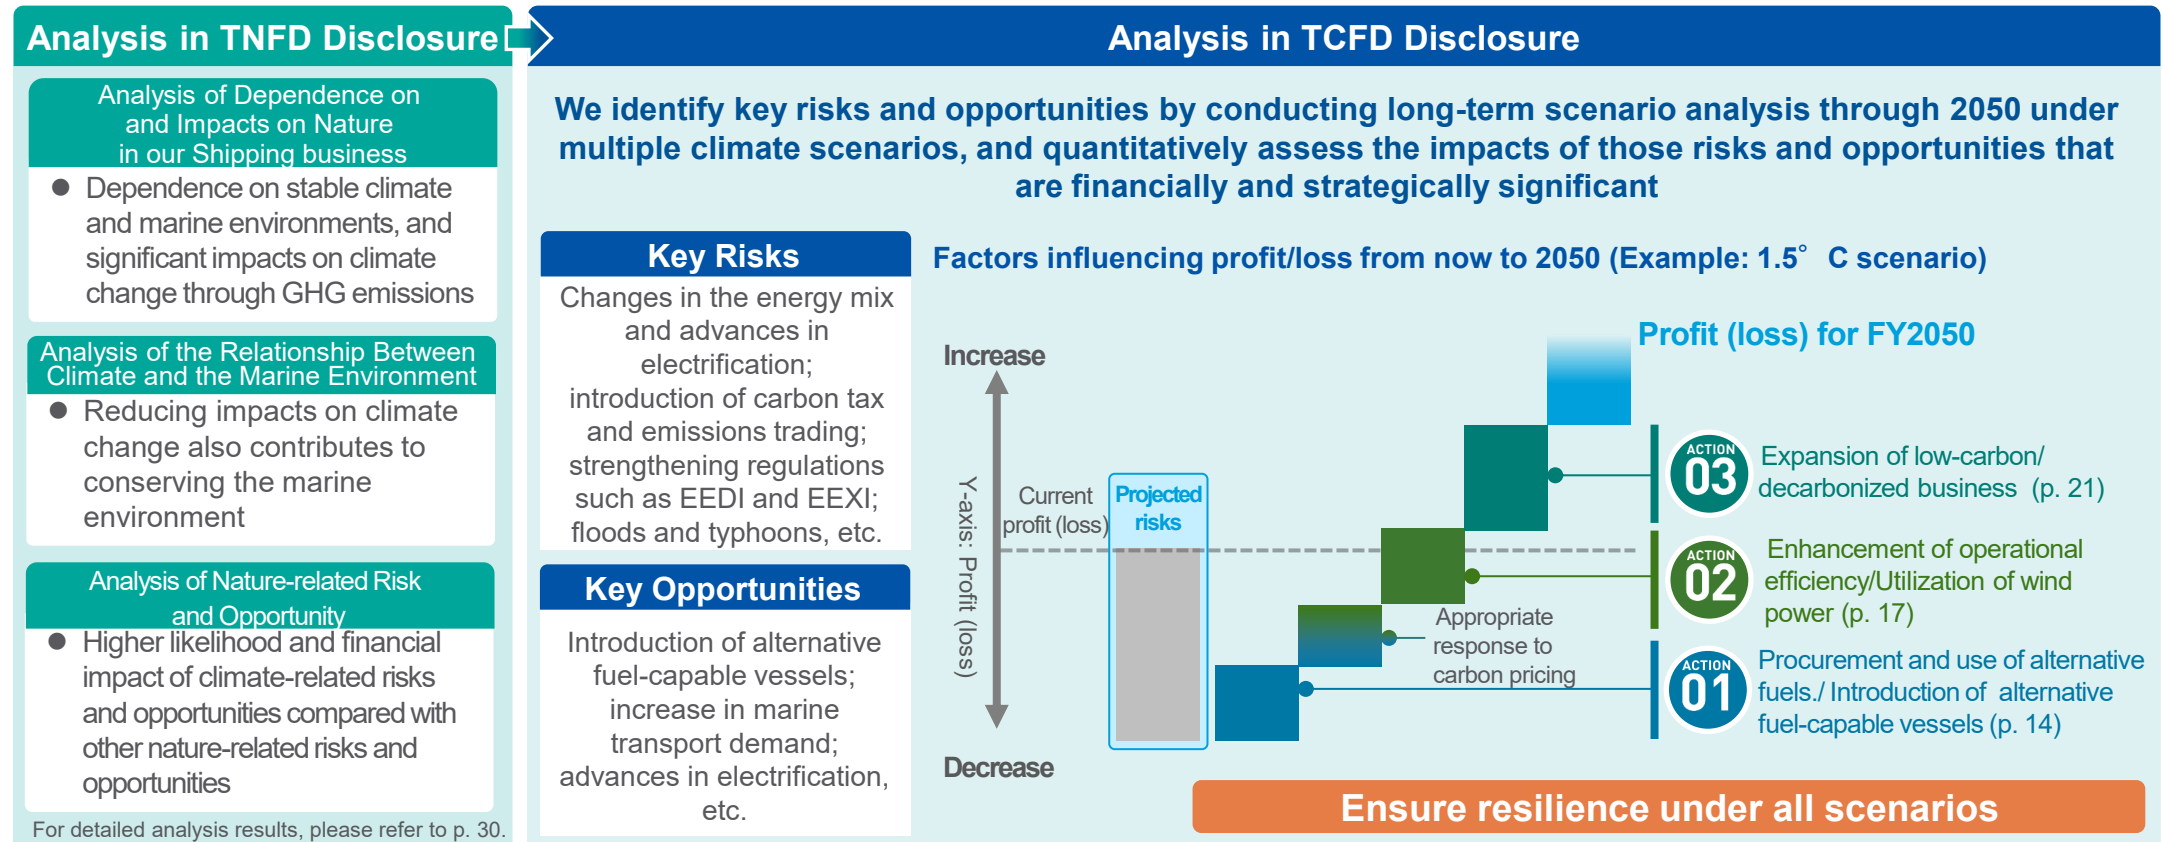 Analysis in TNFD Disclosure
Analysis of Dependence on
and Impacts on Nature
in our Shipping business
● Dependence on stable climate
and marine environments, and
significant impacts on climate
change through GHG emissions
Analysis of the Relationship Between
Climate and the Marine Environment
● Reducing impacts on climate
change also contributes to
conserving the marine
environment
Analysis of Nature-related Risk
and Opportunity
● Higher likelihood and financial
impact of climate-related risks
and opportunities compared with
other nature-related risks and
opportunities
For detailed analysis results, please refer to p. 30.
Analysis in TCFD Disclosure
We identify key risks and opportunities by conducting long-term scenario analysis through 2050 under
multiple climate scenarios, and quantitatively assess the impacts of those risks and opportunities that
are financially and strategically significant
Key Risks
Changes in the energy mix
and advances in
electrification;
introduction of carbon tax
and emissions trading;
strengthening regulations
such as EEDI and EEXI;
floods and typhoons, etc.
Key Opportunities
Introduction of alternative
fuel-capable vessels;
increase in marine
transport demand;
advances in electrification,
etc.
Factors influencing profit/loss from now to 2050 (Example: 1.5° C scenario)
Increase
Y-axis: Profit (loss)
Decrease
Current
profit (loss)
Projected
risks
Profit (loss) for FY2050
ACTION
03
Expansion of low-carbon/
decarbonized business (p. 21)
ACTION
02
Enhancement of operational
efficiency/Utilization of wind
power (p. 17)
Appropriate
response to
carbon pricing
ACTION
01
Procurement and use of alternative
fuels./ Introduction of alternative
fuel-capable vessels (p. 14)
Ensure resilience under all scenarios